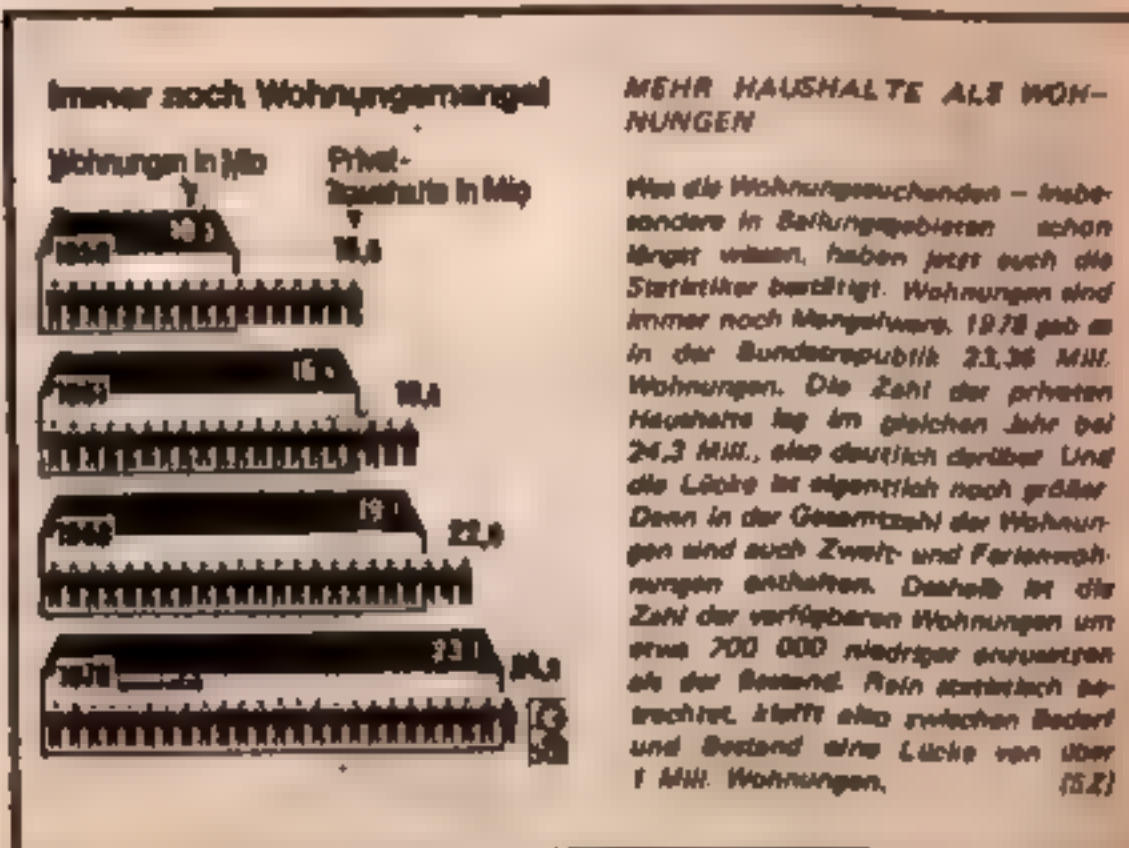 Immer noch Wohnungsmangel
Wohnungen in Mio
Privat-
haushalte in Mio
24,3
MEHR HAUSHALTE ALS WOH-
NUNGEN
Was die Wohnungssuchenden – insbe-
sondere in Ballungsgebieten schon
längst wissen, haben jetzt auch die
Statistiker bestätigt. Wohnungen sind
immer noch Mangelware. 1978 gab es
in der Bundesrepublik 23,36 Mill.
Wohnungen. Die Zahl der privaten
Haushalte lag im gleichen Jahr bei
24,3 Mill., also deutlich darüber. Und
die Lücke ist eigentlich noch größer.
Denn in der Gesamtzahl der Wohnun-
gen sind auch Zweit- und Ferienwoh-
nungen enthalten. Deshalb ist die
Zahl der verfügbaren Wohnungen um
etwa 700 000 niedriger anzusetzen
als der Bestand. Rein statistisch be-
trachtet, klafft also zwischen Bedarf
und Bestand eine Lücke von über
1 Mill. Wohnungen. (SZ)